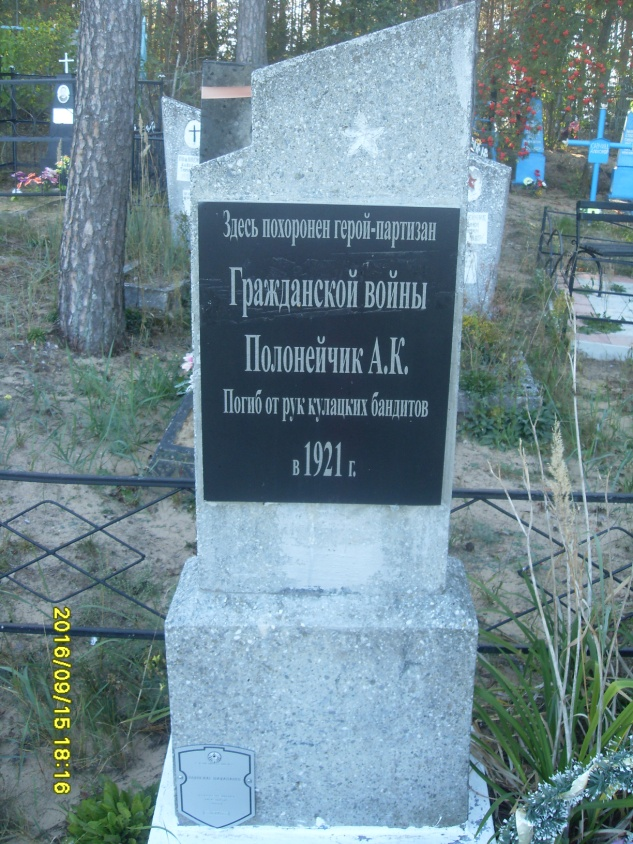 Здесь похоронен герой-партизан
Гражданской войны
Полонейчик А.К.
Погиб от рук кулацких бандитов
в 1921 г.
2016/09/15 18:16